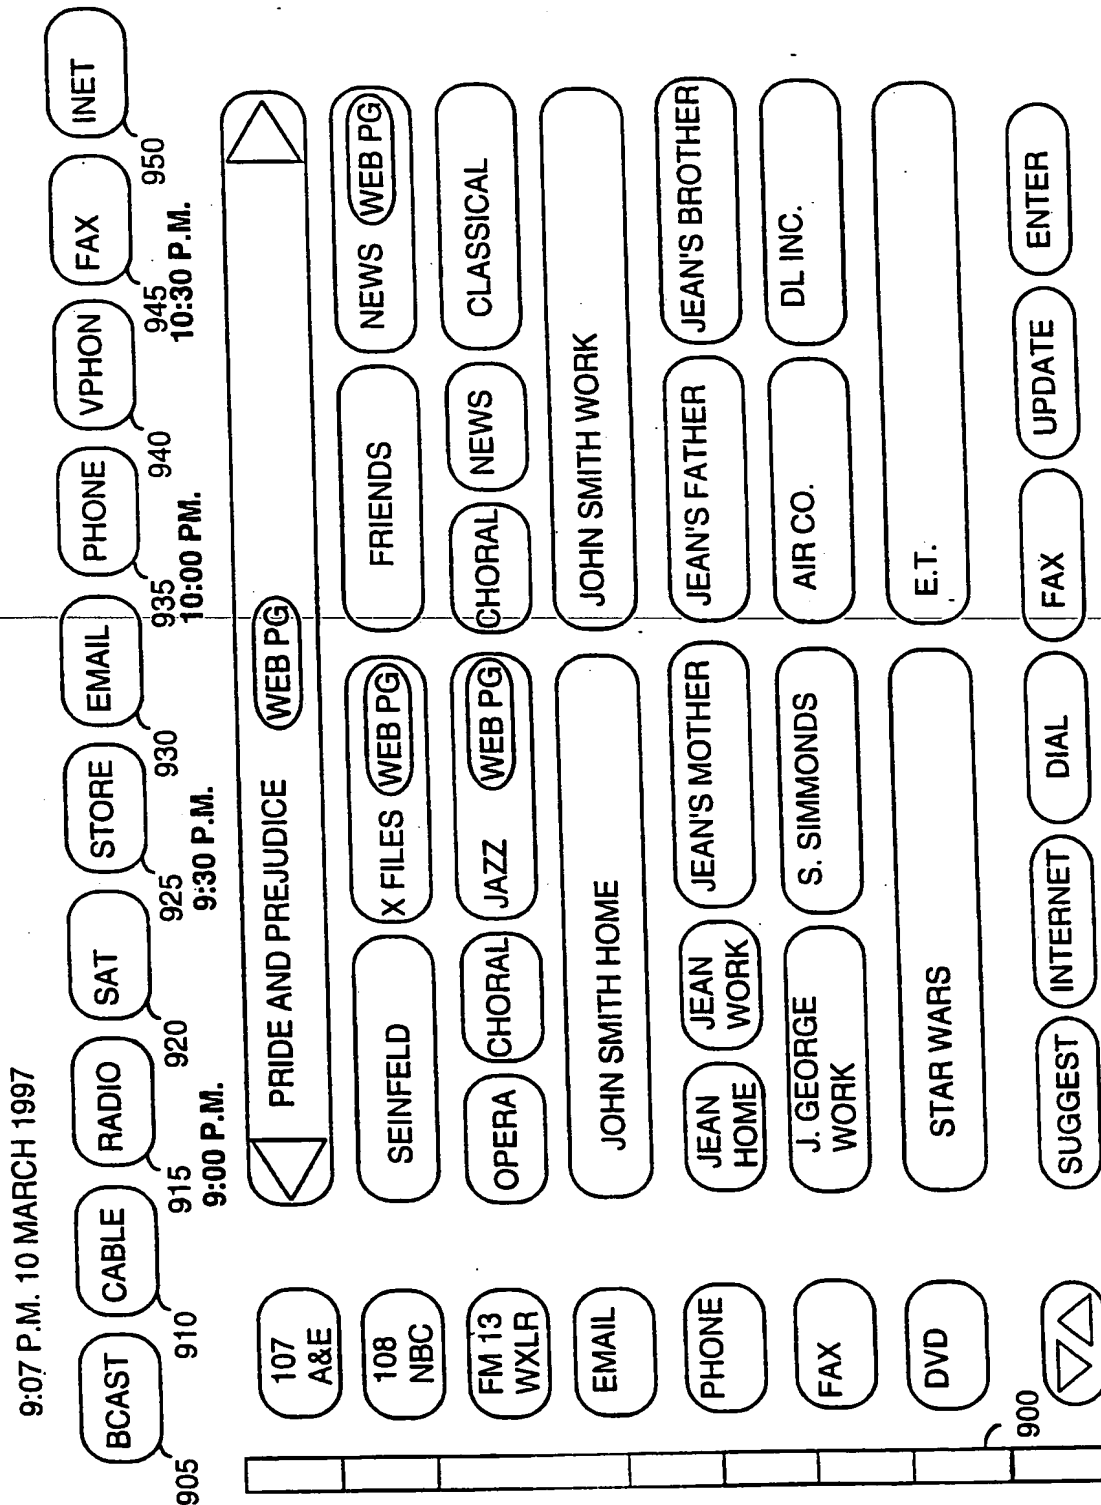 9:07 P.M. 10 MARCH 1997
BCAST CABLE RADIO SAT STORE EMAIL PHONE VPHON FAX INET
905 910 915 920 925 930 935 940 945 950
9:00 P.M. 9:30 P.M. 10:00 PM. 10:30 P.M.
107 A&E PRIDE AND PREJUDICE WEB PG
108 NBC SEINFELD X FILES WEB PG FRIENDS NEWS WEB PG
FM 13 WXLR OPERA CHORAL JAZZ WEB PG CHORAL NEWS CLASSICAL
EMAIL JOHN SMITH HOME JOHN SMITH WORK
PHONE JEAN HOME JEAN WORK JEAN'S MOTHER JEAN'S FATHER JEAN'S BROTHER
FAX J. GEORGE WORK S. SIMMONDS AIR CO. DL INC.
DVD STAR WARS E.T.
900
SUGGEST INTERNET DIAL FAX UPDATE ENTER